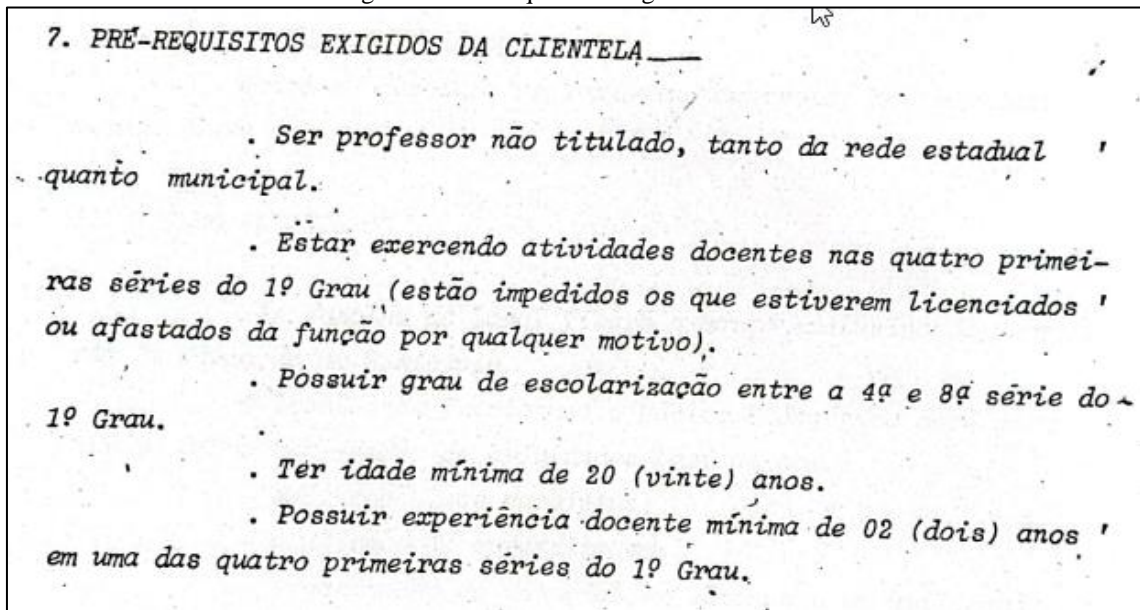 7. PRÉ-REQUISITOS EXIGIDOS DA CLIENTELA
. Ser professor não titulado, tanto da rede estadual '
quanto municipal.
. Estar exercendo atividades docentes nas quatro primei-
ras séries do 1º Grau (estão impedidos os que estiverem licenciados '
ou afastados da função por qualquer motivo).
. Possuir grau de escolarização entre a 4ª e 8ª série do
1º Grau.
. Ter idade mínima de 20 (vinte) anos.
. Possuir experiência docente mínima de 02 (dois) anos '
em uma das quatro primeiras séries do 1º Grau.